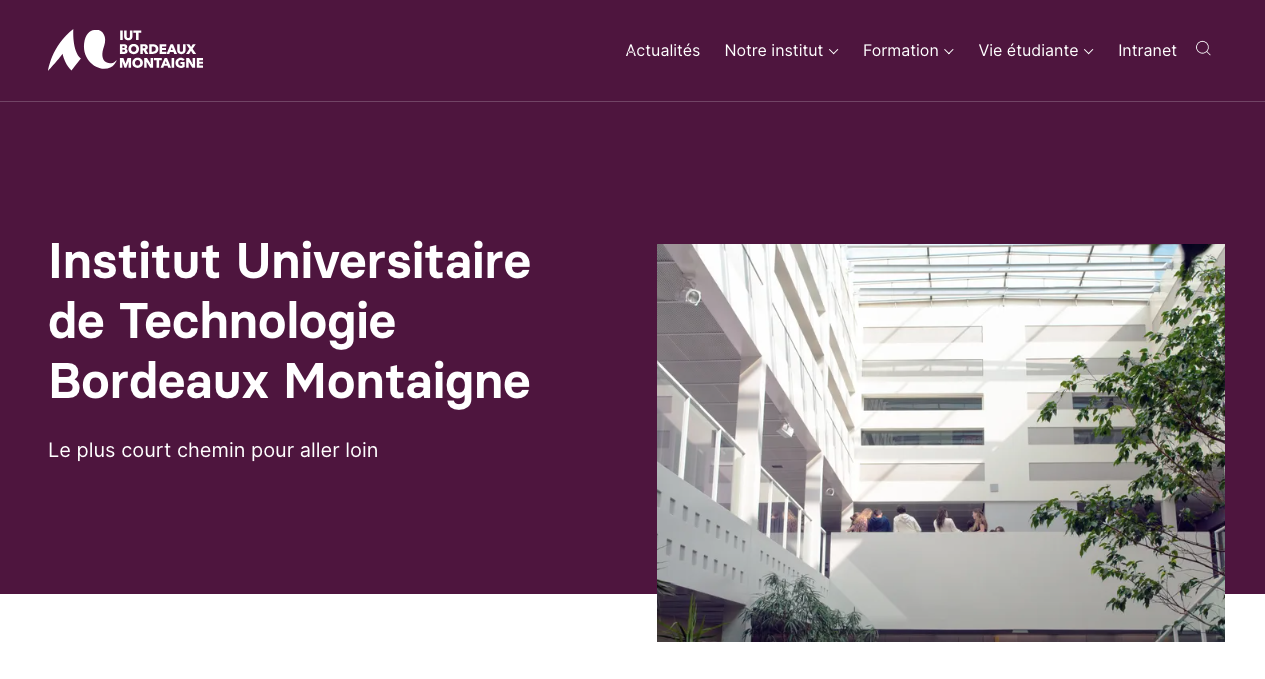 IUT
BORDEAUX
MONTAIGNE
Actualités
Notre institut
Formation
Vie étudiante
Intranet
Institut Universitaire
de Technologie
Bordeaux Montaigne
Le plus court chemin pour aller loin